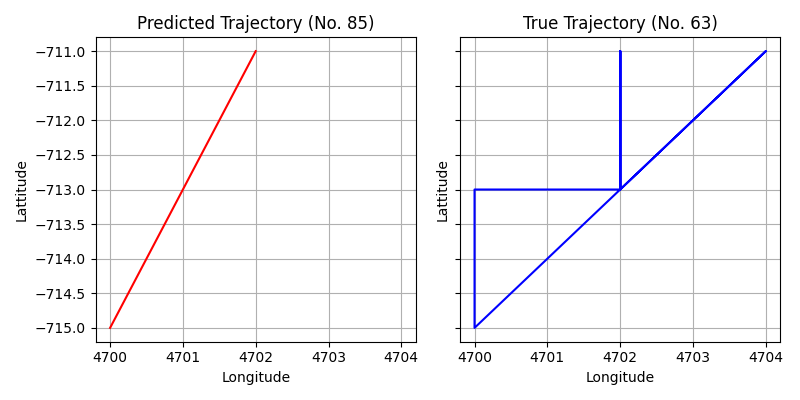 Predicted Trajectory (No. 85)
−711.0
−711.5
−712.0
−712.5
−713.0
−713.5
−714.0
−714.5
−715.0
Lattitude
4700 4701 4702 4703 4704
Longitude
True Trajectory (No. 63)
Lattitude
4700 4701 4702 4703 4704
Longitude